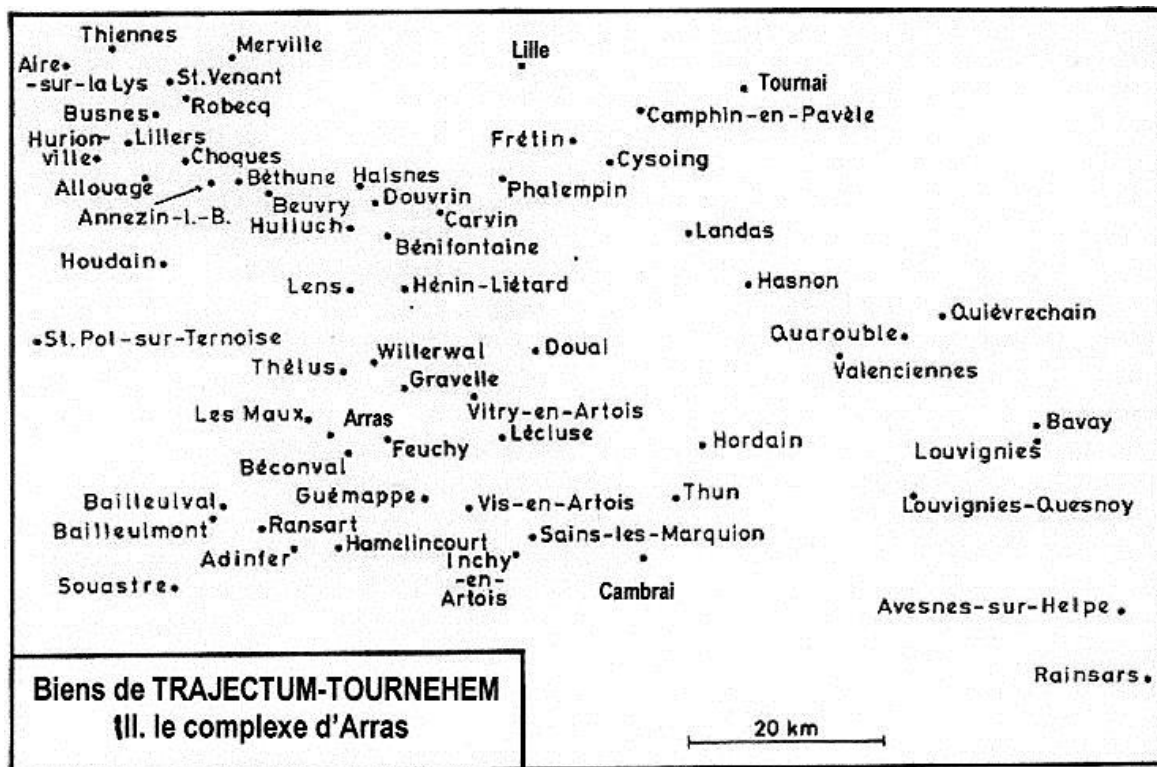 Thiennes
Merville
Lille
Aire
-sur-la Lys
St.Venant
Tournai
Robecq
Busnes
Camphin-en-Pavèle
Hurion-
ville
Lillers
Frétin
Choques
Cysoing
Allouage
Béthune
Haisnes
Phalempin
Annezin-l.-B.
Beuvry
Douvrin
Carvin
Hulluch
Bénifontaine
Landas
Houdain
Lens
Hénin-Liétard
Hasnon
Quièvrechain
St.Pol-sur-Ternoise
Quarouble
Willerwal
Douai
Thélus
Valenciennes
Gravelle
Vitry-en-Artois
Les Maux
Arras
Bavay
Lécluse
Hordain
Feuchy
Louvignies
Béconval
Bailleulval
Guémappe
Vis-en-Artois
Thun
Louvignies-Quesnoy
Bailleulmont
Ransart
Sains-les-Marquion
Adinfer
Hamelincourt
Inchy
-en-
Artois
Souastre
Cambrai
Avesnes-sur-Helpe
Rainsars
Biens de TRAJECTUM-TOURNEHEM
III. le complexe d'Arras
20 km